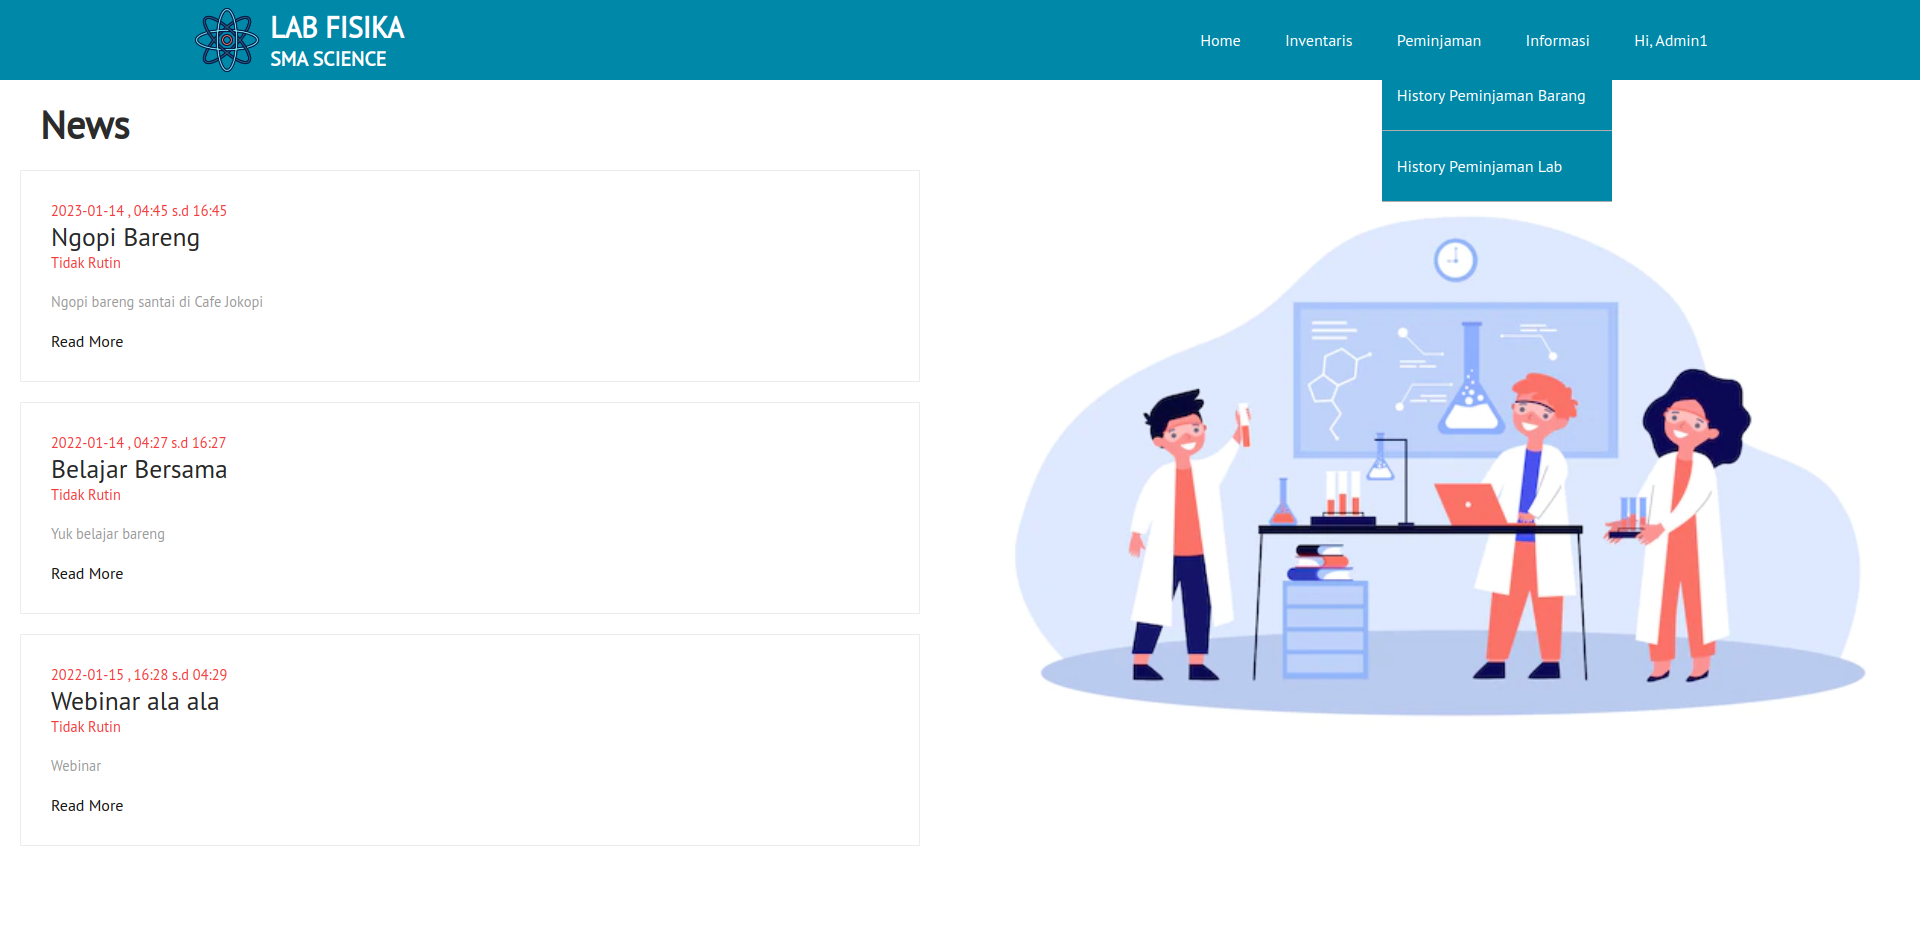 LAB FISIKA
SMA SCIENCE
Home
Inventaris
Peminjaman
Informasi
Hi, Admin1
History Peminjaman Barang
History Peminjaman Lab
News
2023-01-14 , 04:45 s.d 16:45
Ngopi Bareng
Tidak Rutin
Ngopi bareng santai di Cafe Jokopi
Read More
2022-01-14 , 04:27 s.d 16:27
Belajar Bersama
Tidak Rutin
Yuk belajar bareng
Read More
2022-01-15 , 16:28 s.d 04:29
Webinar ala ala
Tidak Rutin
Webinar
Read More